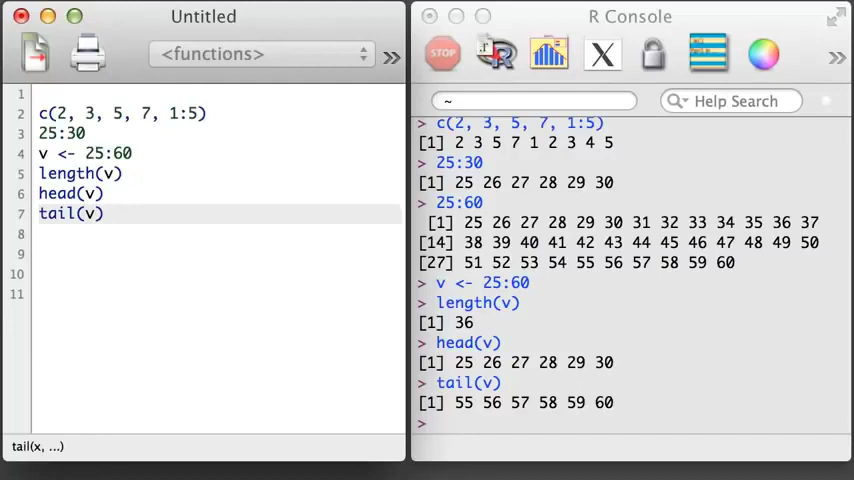 Untitled
<functions>
»
1
2 c(2, 3, 5, 7, 1:5)
3 25:30
4 v <- 25:60
5 length(v)
6 head(v)
7 tail(v)
8
9
10
11
tail(x, ...)
R Console
STOP
R
X
»
~
Help Search
> c(2, 3, 5, 7, 1:5)
[1] 2 3 5 7 1 2 3 4 5
> 25:30
[1] 25 26 27 28 29 30
> 25:60
[1] 25 26 27 28 29 30 31 32 33 34 35 36 37
[14] 38 39 40 41 42 43 44 45 46 47 48 49 50
[27] 51 52 53 54 55 56 57 58 59 60
> v <- 25:60
> length(v)
[1] 36
> head(v)
[1] 25 26 27 28 29 30
> tail(v)
[1] 55 56 57 58 59 60
>